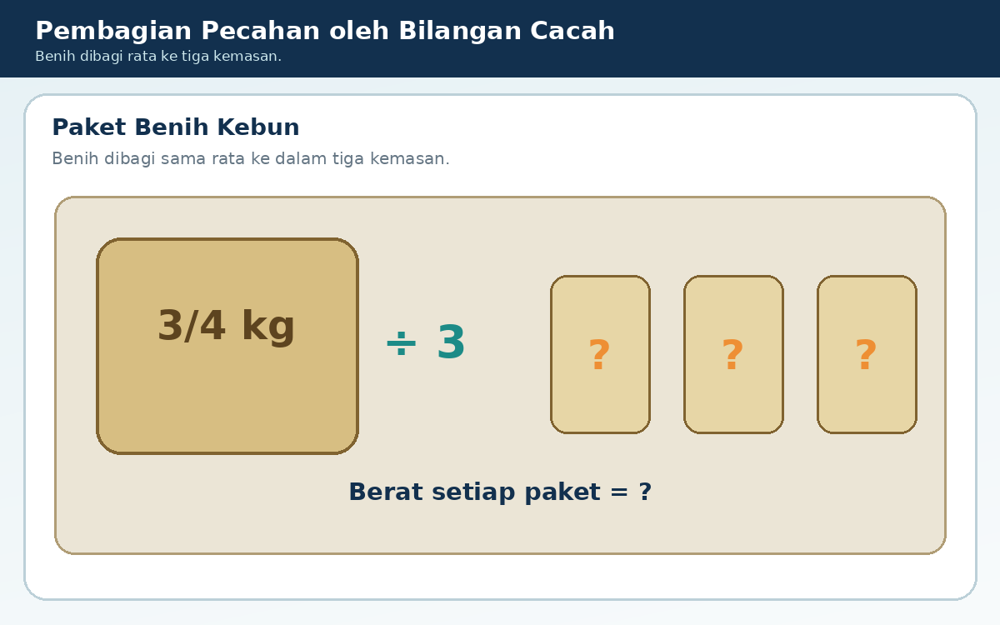 Pembagian Pecahan oleh Bilangan Cacah
Benih dibagi rata ke tiga kemasan.
Paket Benih Kebun
Benih dibagi sama rata ke dalam tiga kemasan.
3/4 kg
÷ 3
? ? ?
Berat setiap paket = ?